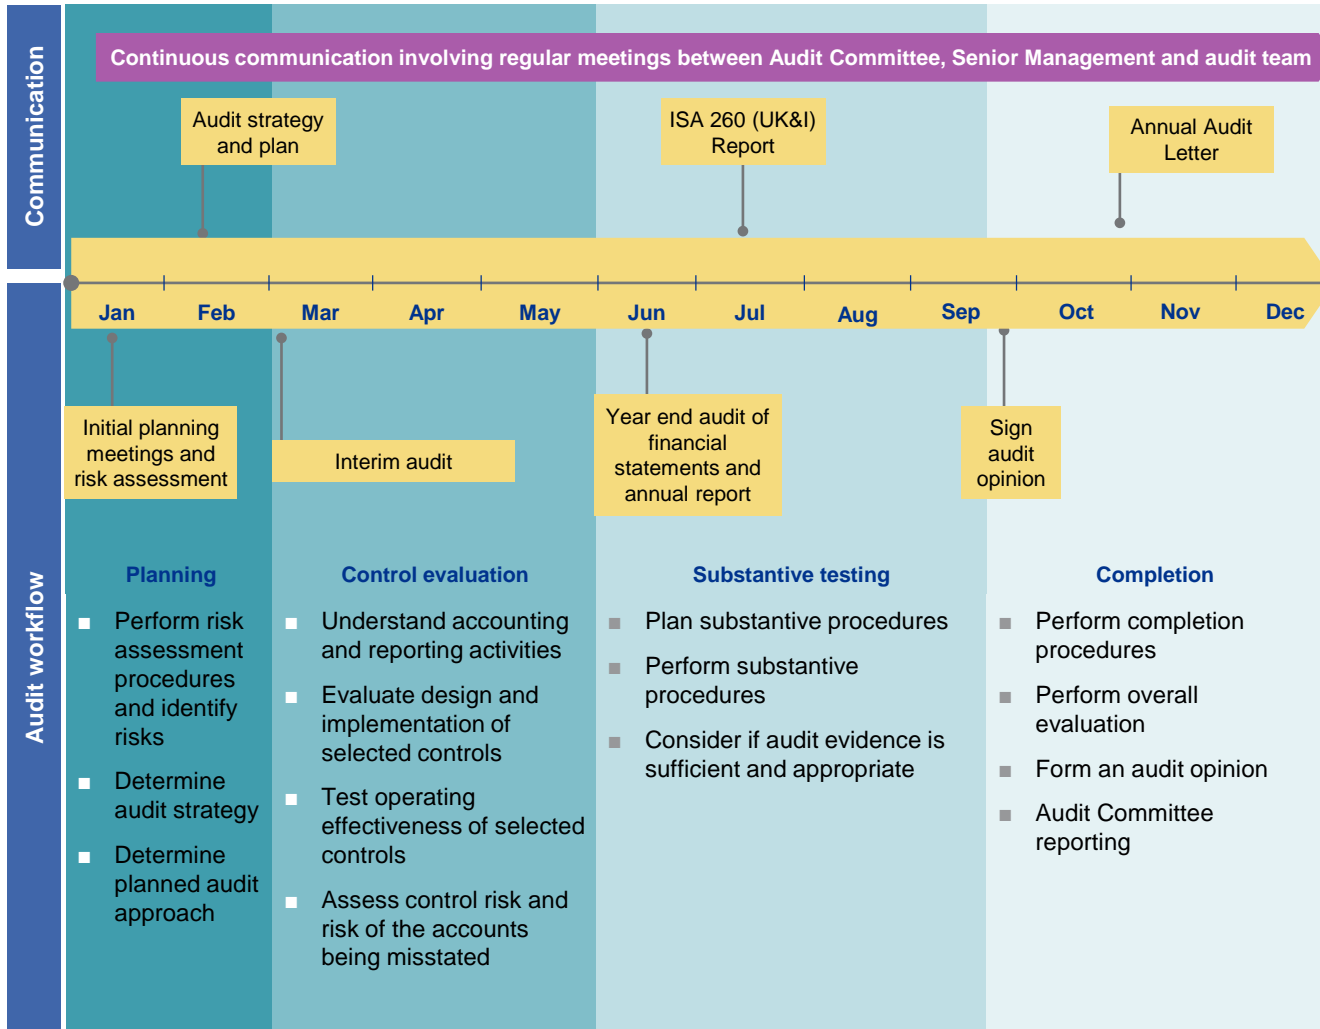 Communication
Continuous communication involving regular meetings between Audit Committee, Senior Management and audit team
Audit strategy
and plan
ISA 260 (UK&I)
Report
Annual Audit
Letter
Jan Feb Mar Apr May Jun Jul Aug Sep Oct Nov Dec
Audit workflow
Initial planning
meetings and
risk assessment
Interim audit
Year end audit of
financial
statements and
annual report
Sign
audit
opinion
Planning
Perform risk
assessment
procedures
and identify
risks
Determine
audit strategy
Determine
planned audit
approach
Control evaluation
Understand accounting
and reporting activities
Evaluate design and
implementation of
selected controls
Test operating
effectiveness of selected
controls
Assess control risk and
risk of the accounts
being misstated
Substantive testing
Plan substantive procedures
Perform substantive
procedures
Consider if audit evidence is
sufficient and appropriate
Completion
Perform completion
procedures
Perform overall
evaluation
Form an audit opinion
Audit Committee
reporting